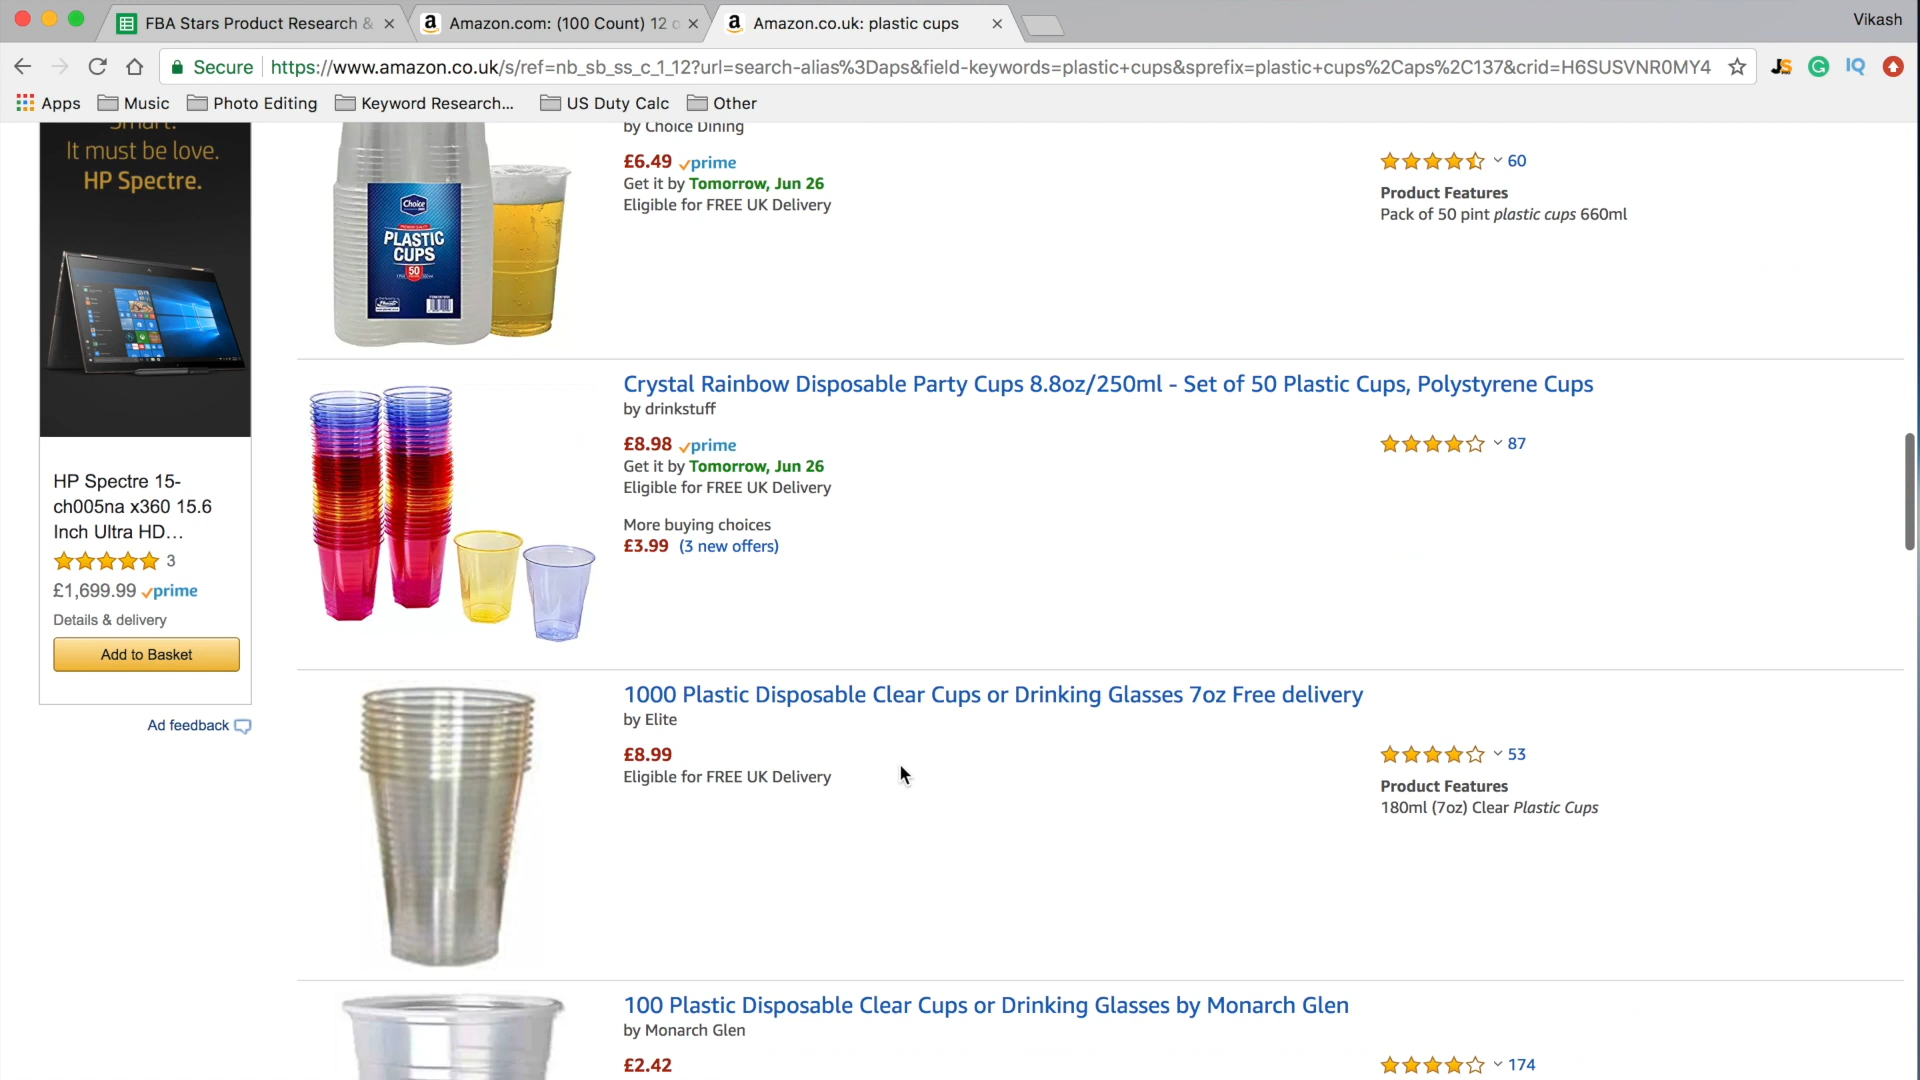 FBA Stars Product Research &
Amazon.com: (100 Count) 12 o
Amazon.co.uk: plastic cups
Vikash
Secure
https://www.amazon.co.uk/s/ref=nb_sb_ss_c_1_12?url=search-alias%3Daps&field-keywords=plastic+cups&sprefix=plastic+cups%2Caps%2C137&crid=H6SUSVNR0MY4
JS
IQ
Apps
Music
Photo Editing
Keyword Research...
US Duty Calc
Other
Smart.
It must be love.
HP Spectre.
HP Spectre 15-
ch005na x360 15.6
Inch Ultra HD...
3
£1,699.99 prime
Details & delivery
Add to Basket
Ad feedback
Choice
PLASTIC
CUPS
50
by Choice Dining
£6.49 prime
Get it by Tomorrow, Jun 26
Eligible for FREE UK Delivery
60
Product Features
Pack of 50 pint plastic cups 660ml
Crystal Rainbow Disposable Party Cups 8.8oz/250ml - Set of 50 Plastic Cups, Polystyrene Cups
by drinkstuff
£8.98 prime
Get it by Tomorrow, Jun 26
Eligible for FREE UK Delivery
More buying choices
£3.99 (3 new offers)
87
1000 Plastic Disposable Clear Cups or Drinking Glasses 7oz Free delivery
by Elite
£8.99
Eligible for FREE UK Delivery
53
Product Features
180ml (7oz) Clear Plastic Cups
100 Plastic Disposable Clear Cups or Drinking Glasses by Monarch Glen
by Monarch Glen
£2.42
174